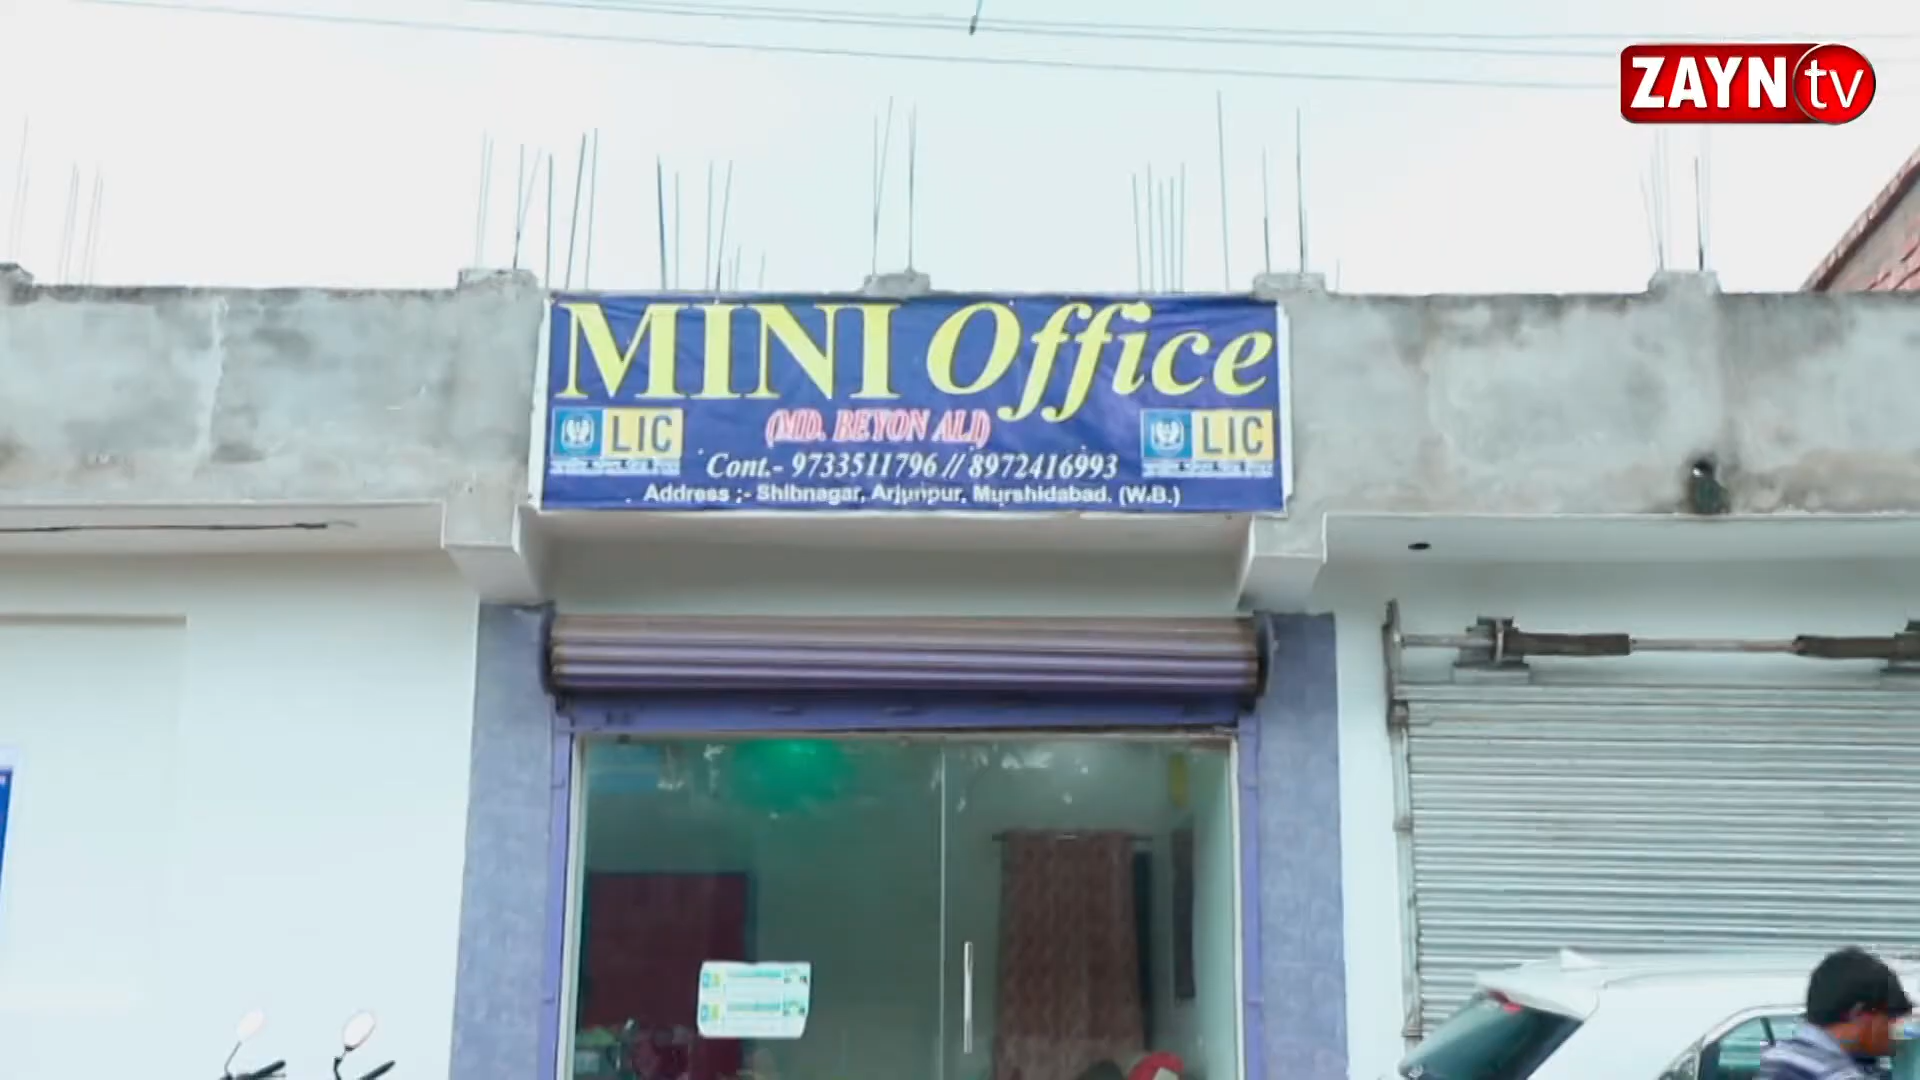 ZAYN tv
MINI Office
LIC
(MD. BEYON ALI)
LIC
Cont.- 9733511796 // 8972416993
Address :- Shibnagar, Arjunpur, Murshidabad. (W.B.)